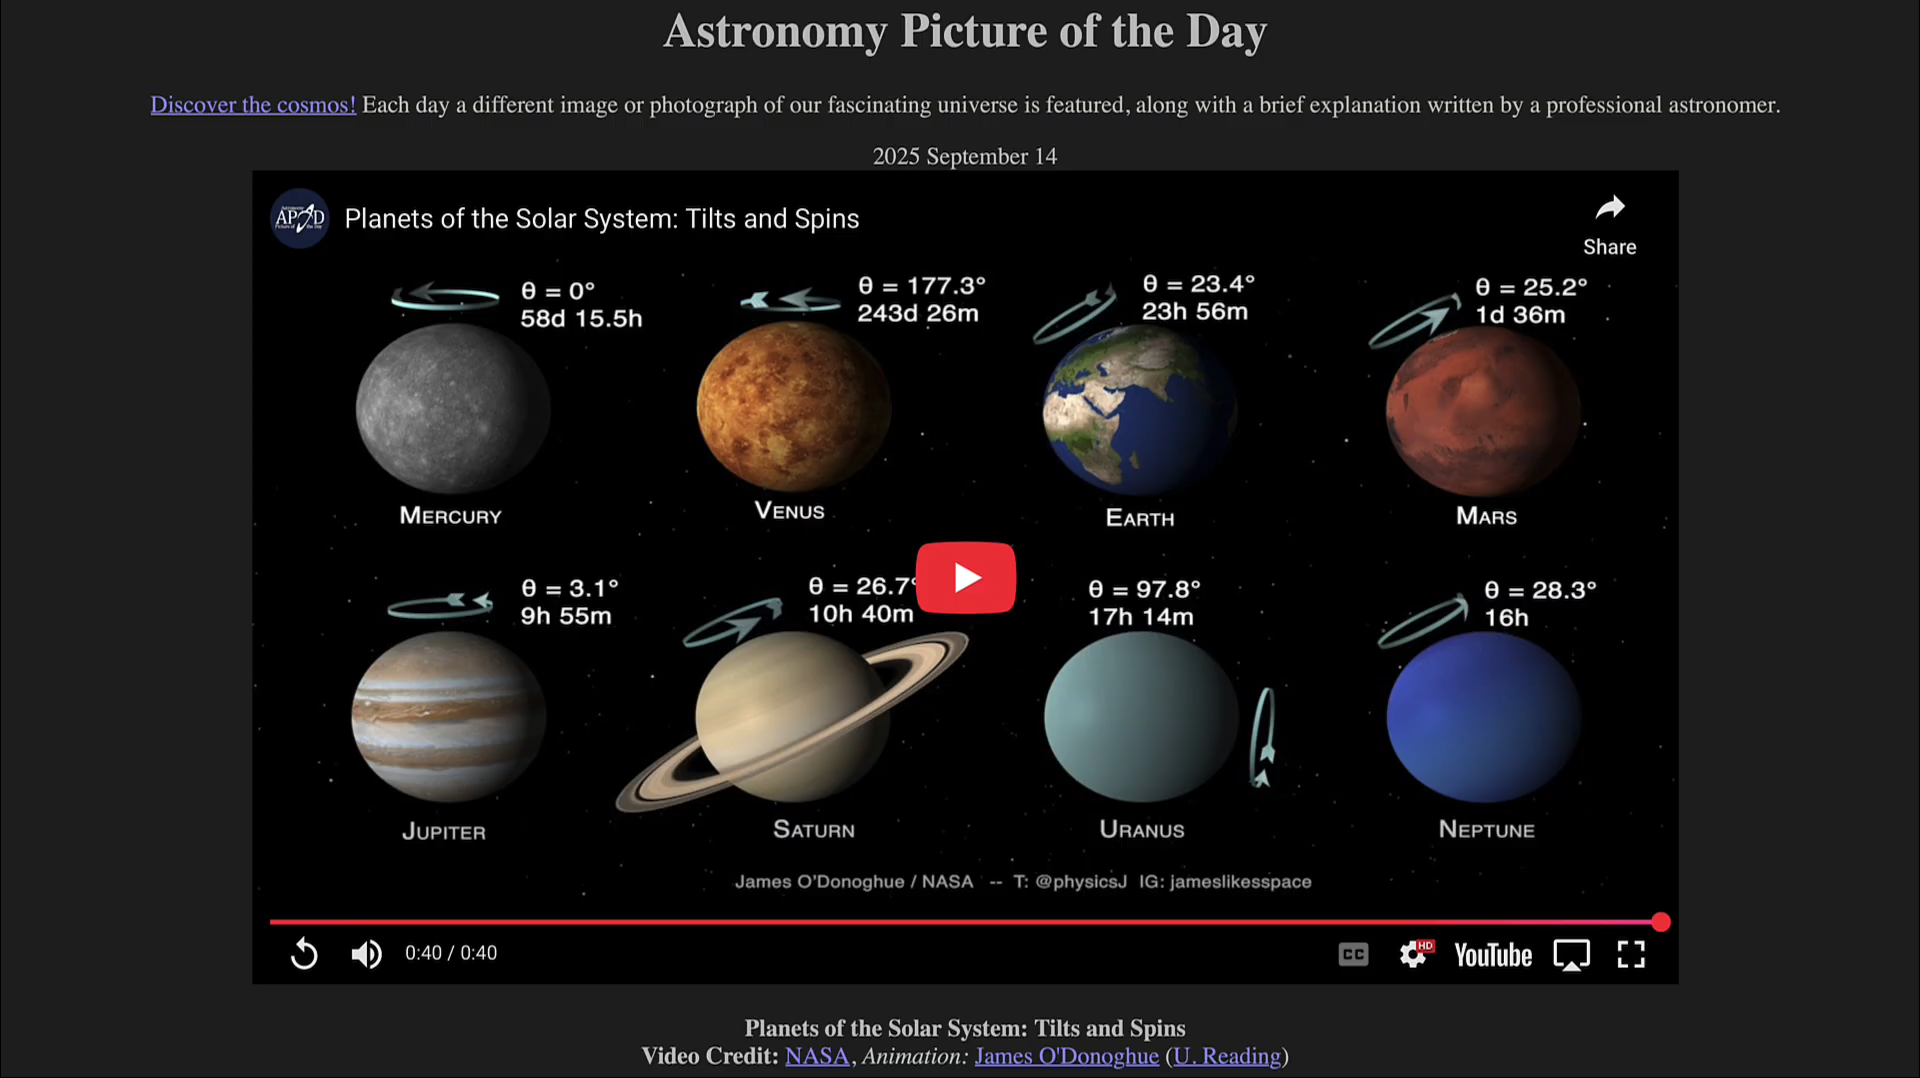 Astronomy Picture of the Day
Discover the cosmos! Each day a different image or photograph of our fascinating universe is featured, along with a brief explanation written by a professional astronomer.
2025 September 14
APOD
Planets of the Solar System: Tilts and Spins
Share
θ = 0°
58d 15.5h
θ = 177.3°
243d 26m
θ = 23.4°
23h 56m
θ = 25.2°
1d 36m
MERCURY
VENUS
EARTH
MARS
θ = 3.1°
9h 55m
θ = 26.7°
10h 40m
θ = 97.8°
17h 14m
θ = 28.3°
16h
JUPITER
SATURN
URANUS
NEPTUNE
James O'Donoghue / NASA -- T: @physicsJ IG: jameslikesspace
0:40 / 0:40
CC
HD
YouTube
Planets of the Solar System: Tilts and Spins
Video Credit: NASA, Animation: James O'Donoghue (U. Reading)